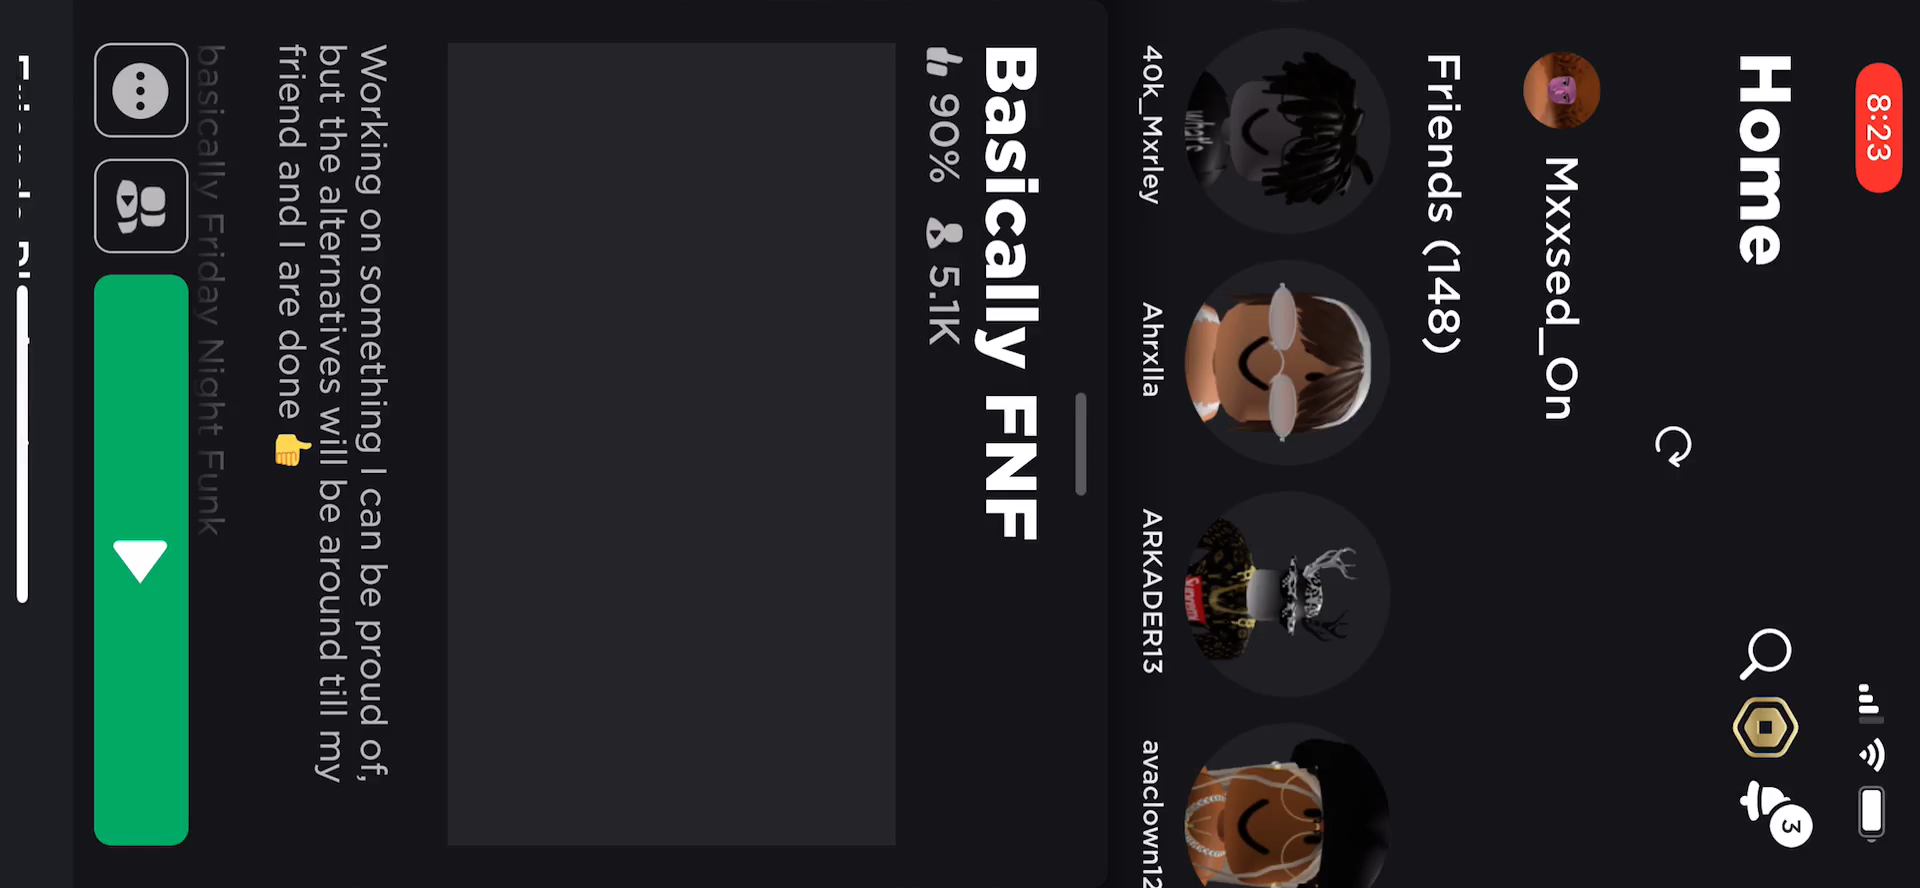 8:23
Home
3
Mxxsed_On
Friends (148)
40k_Mxrley
Ahrxlla
ARKADER13
avaclown12
Basically FNF
90% 5.1K
Working on something I can be proud of,
but the alternatives will be around till my
friend and I are done 👍
basically Friday Night Funk